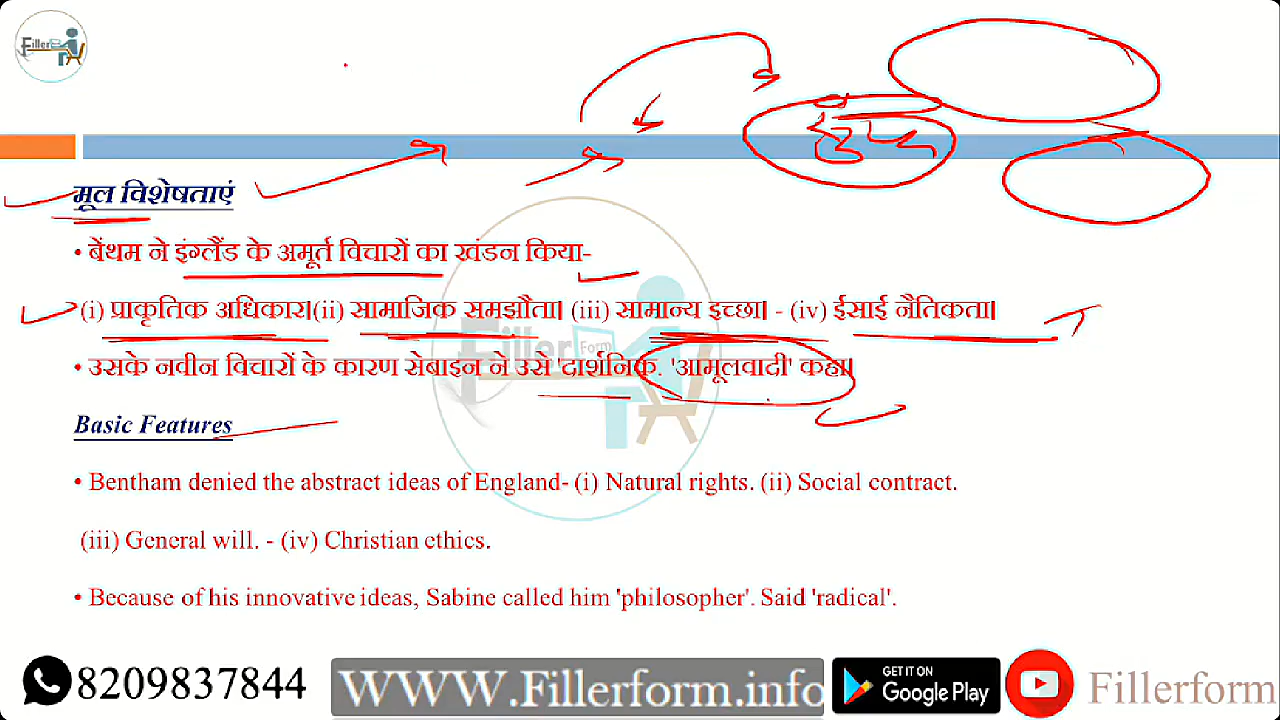 Filler
मूल विशेषताएं
• बेंथम ने इंग्लैंड के अमूर्त विचारों का खंडन किया-
(i) प्राकृतिक अधिकार। (ii) सामाजिक समझौता। (iii) सामान्य इच्छा। - (iv) ईसाई नैतिकता।
• उसके नवीन विचारों के कारण सेबाइन ने उसे 'दार्शनिक. 'आमूलवादी' कहा।
Basic Features
• Bentham denied the abstract ideas of England- (i) Natural rights. (ii) Social contract.
(iii) General will. - (iv) Christian ethics.
• Because of his innovative ideas, Sabine called him 'philosopher'. Said 'radical'.
8209837844 WWW.Fillerform.info GET IT ON Google Play Fillerform